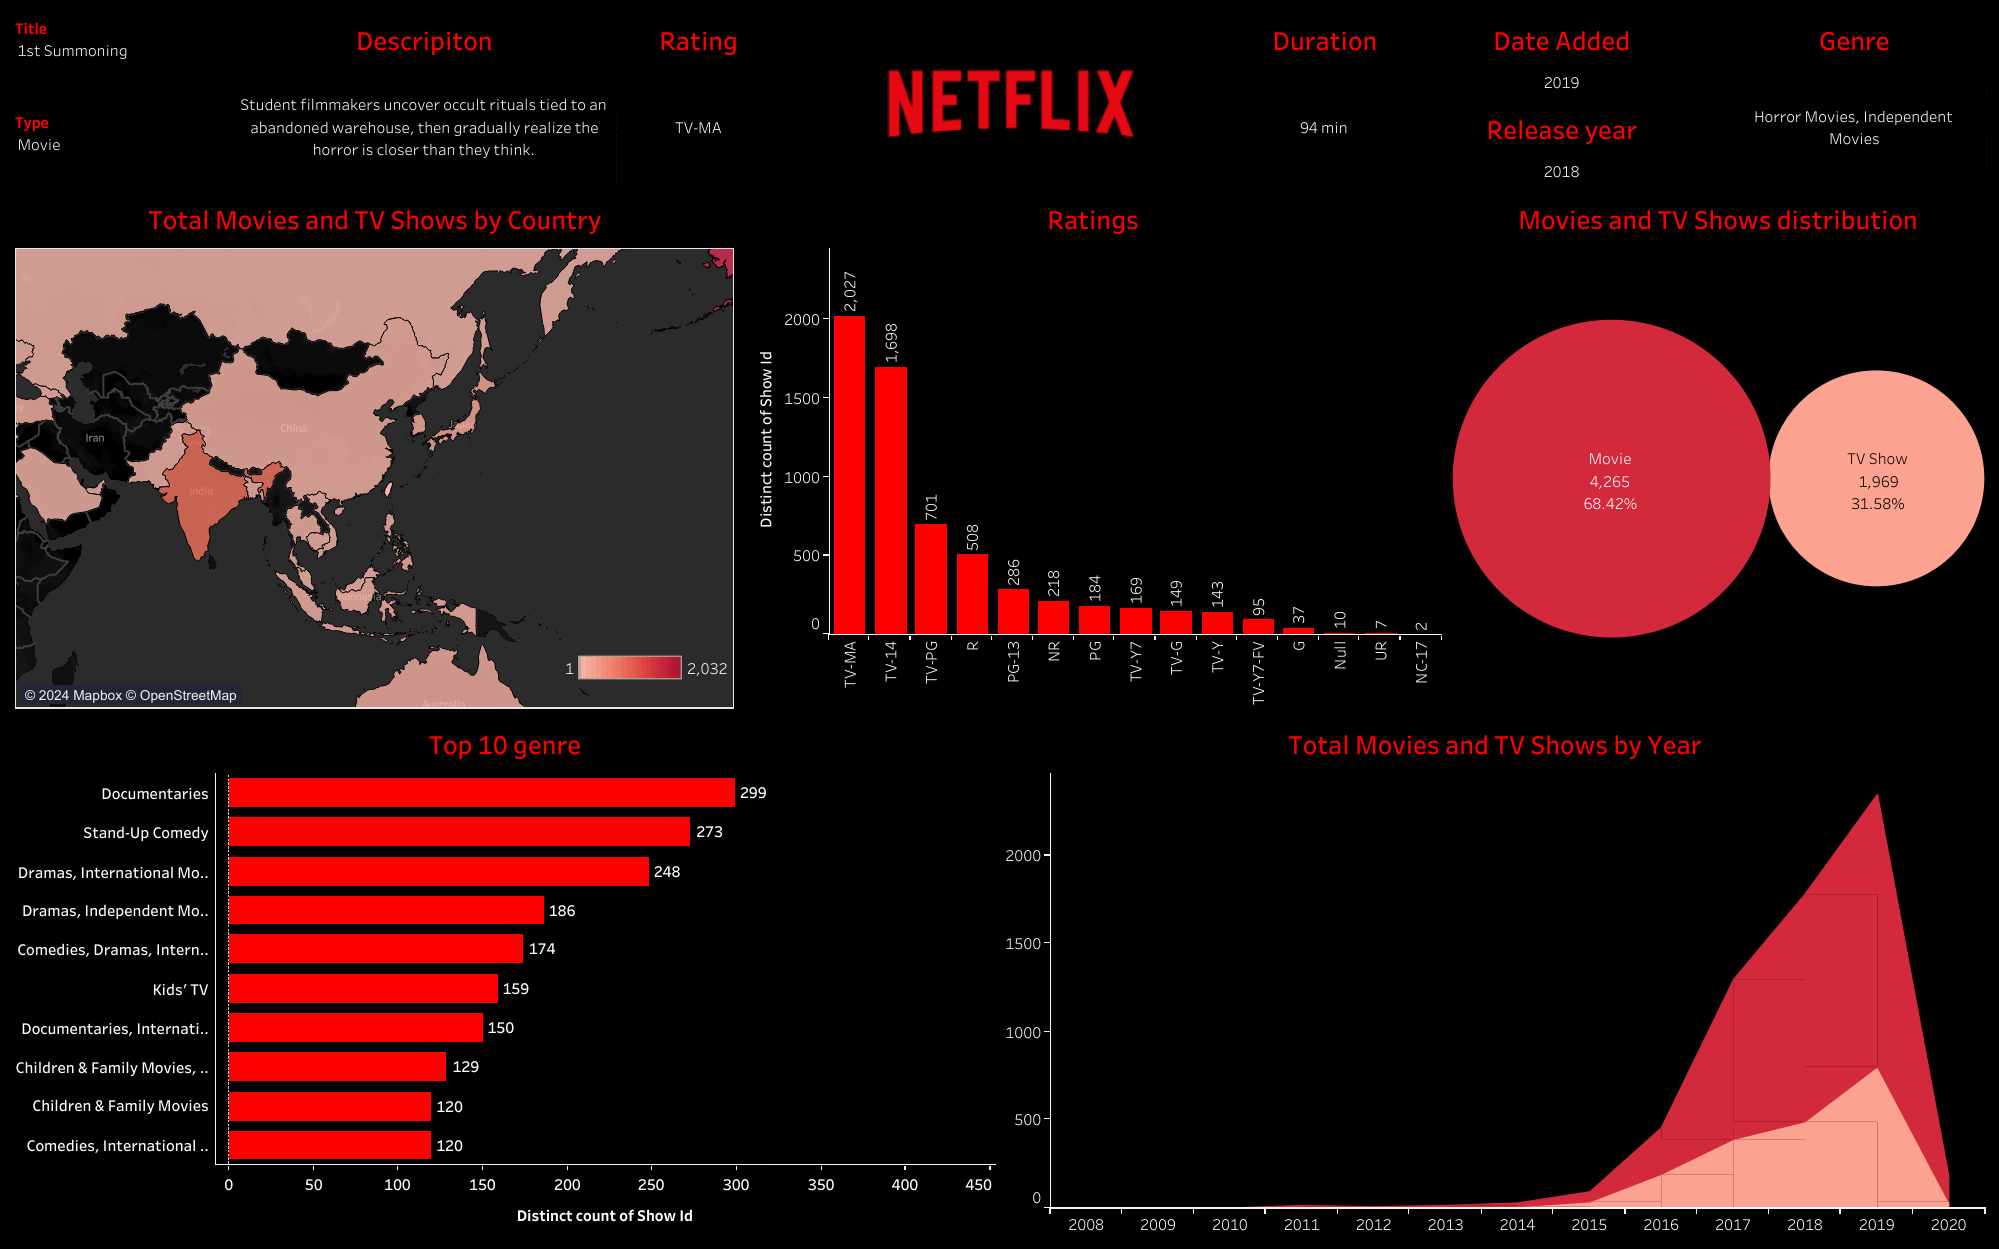 Title
1st Summoning
Type
Movie
Descripiton
Student filmmakers uncover occult rituals tied to an
abandoned warehouse, then gradually realize the
horror is closer than they think.
Rating
TV-MA
NETFLIX
Duration
94 min
Date Added
2019
Release year
2018
Genre
Horror Movies, Independent
Movies
Total Movies and TV Shows by Country
Iran
China
India
Indonesia
Australia
1
2,032
© 2024 Mapbox © OpenStreetMap
Ratings
Distinct count of Show Id
2000
1500
1000
500
0
2,027
1,698
701
508
286
218
184
169
149
143
95
37
10
7
2
TV-MA
TV-14
TV-PG
R
PG-13
NR
PG
TV-Y7
TV-G
TV-Y
TV-Y7-FV
G
Null
UR
NC-17
Movies and TV Shows distribution
Movie
4,265
68.42%
TV Show
1,969
31.58%
Top 10 genre
Documentaries
299
Stand-Up Comedy
273
Dramas, International Mo..
248
Dramas, Independent Mo..
186
Comedies, Dramas, Intern..
174
Kids' TV
159
Documentaries, Internati..
150
Children & Family Movies, ..
129
Children & Family Movies
120
Comedies, International ..
120
0 50 100 150 200 250 300 350 400 450
Distinct count of Show Id
Total Movies and TV Shows by Year
2000
1500
1000
500
0
2008 2009 2010 2011 2012 2013 2014 2015 2016 2017 2018 2019 2020